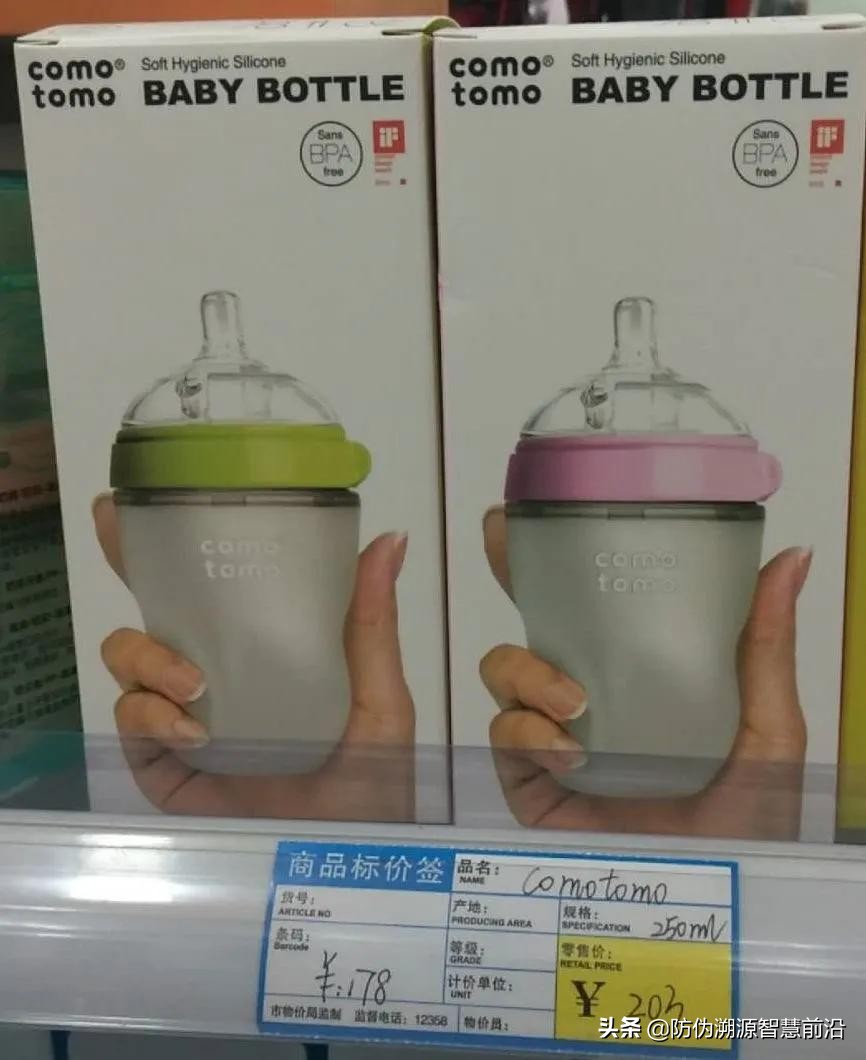 como® Soft Hygienic Silicone
tomo BABY BOTTLE
Sans
BPA
free
iF
como
tomo
como® Soft Hygienic Silicone
tomo BABY BOTTLE
Sans
BPA
free
iF
como
tomo
商品标价签
品名：
NAME
comotomo
货号：
ARTICLE NO
产地：
PRODUCING AREA
规格：
SPECIFICATION
250ml
条码：
Barcode
¥:178
等级：
GRADE
计价单位：
UNIT
零售价：
RETAIL PRICE
¥ 203
市物价局监制 监督电话：12358 物价员：
头条 @防伪溯源智慧前沿